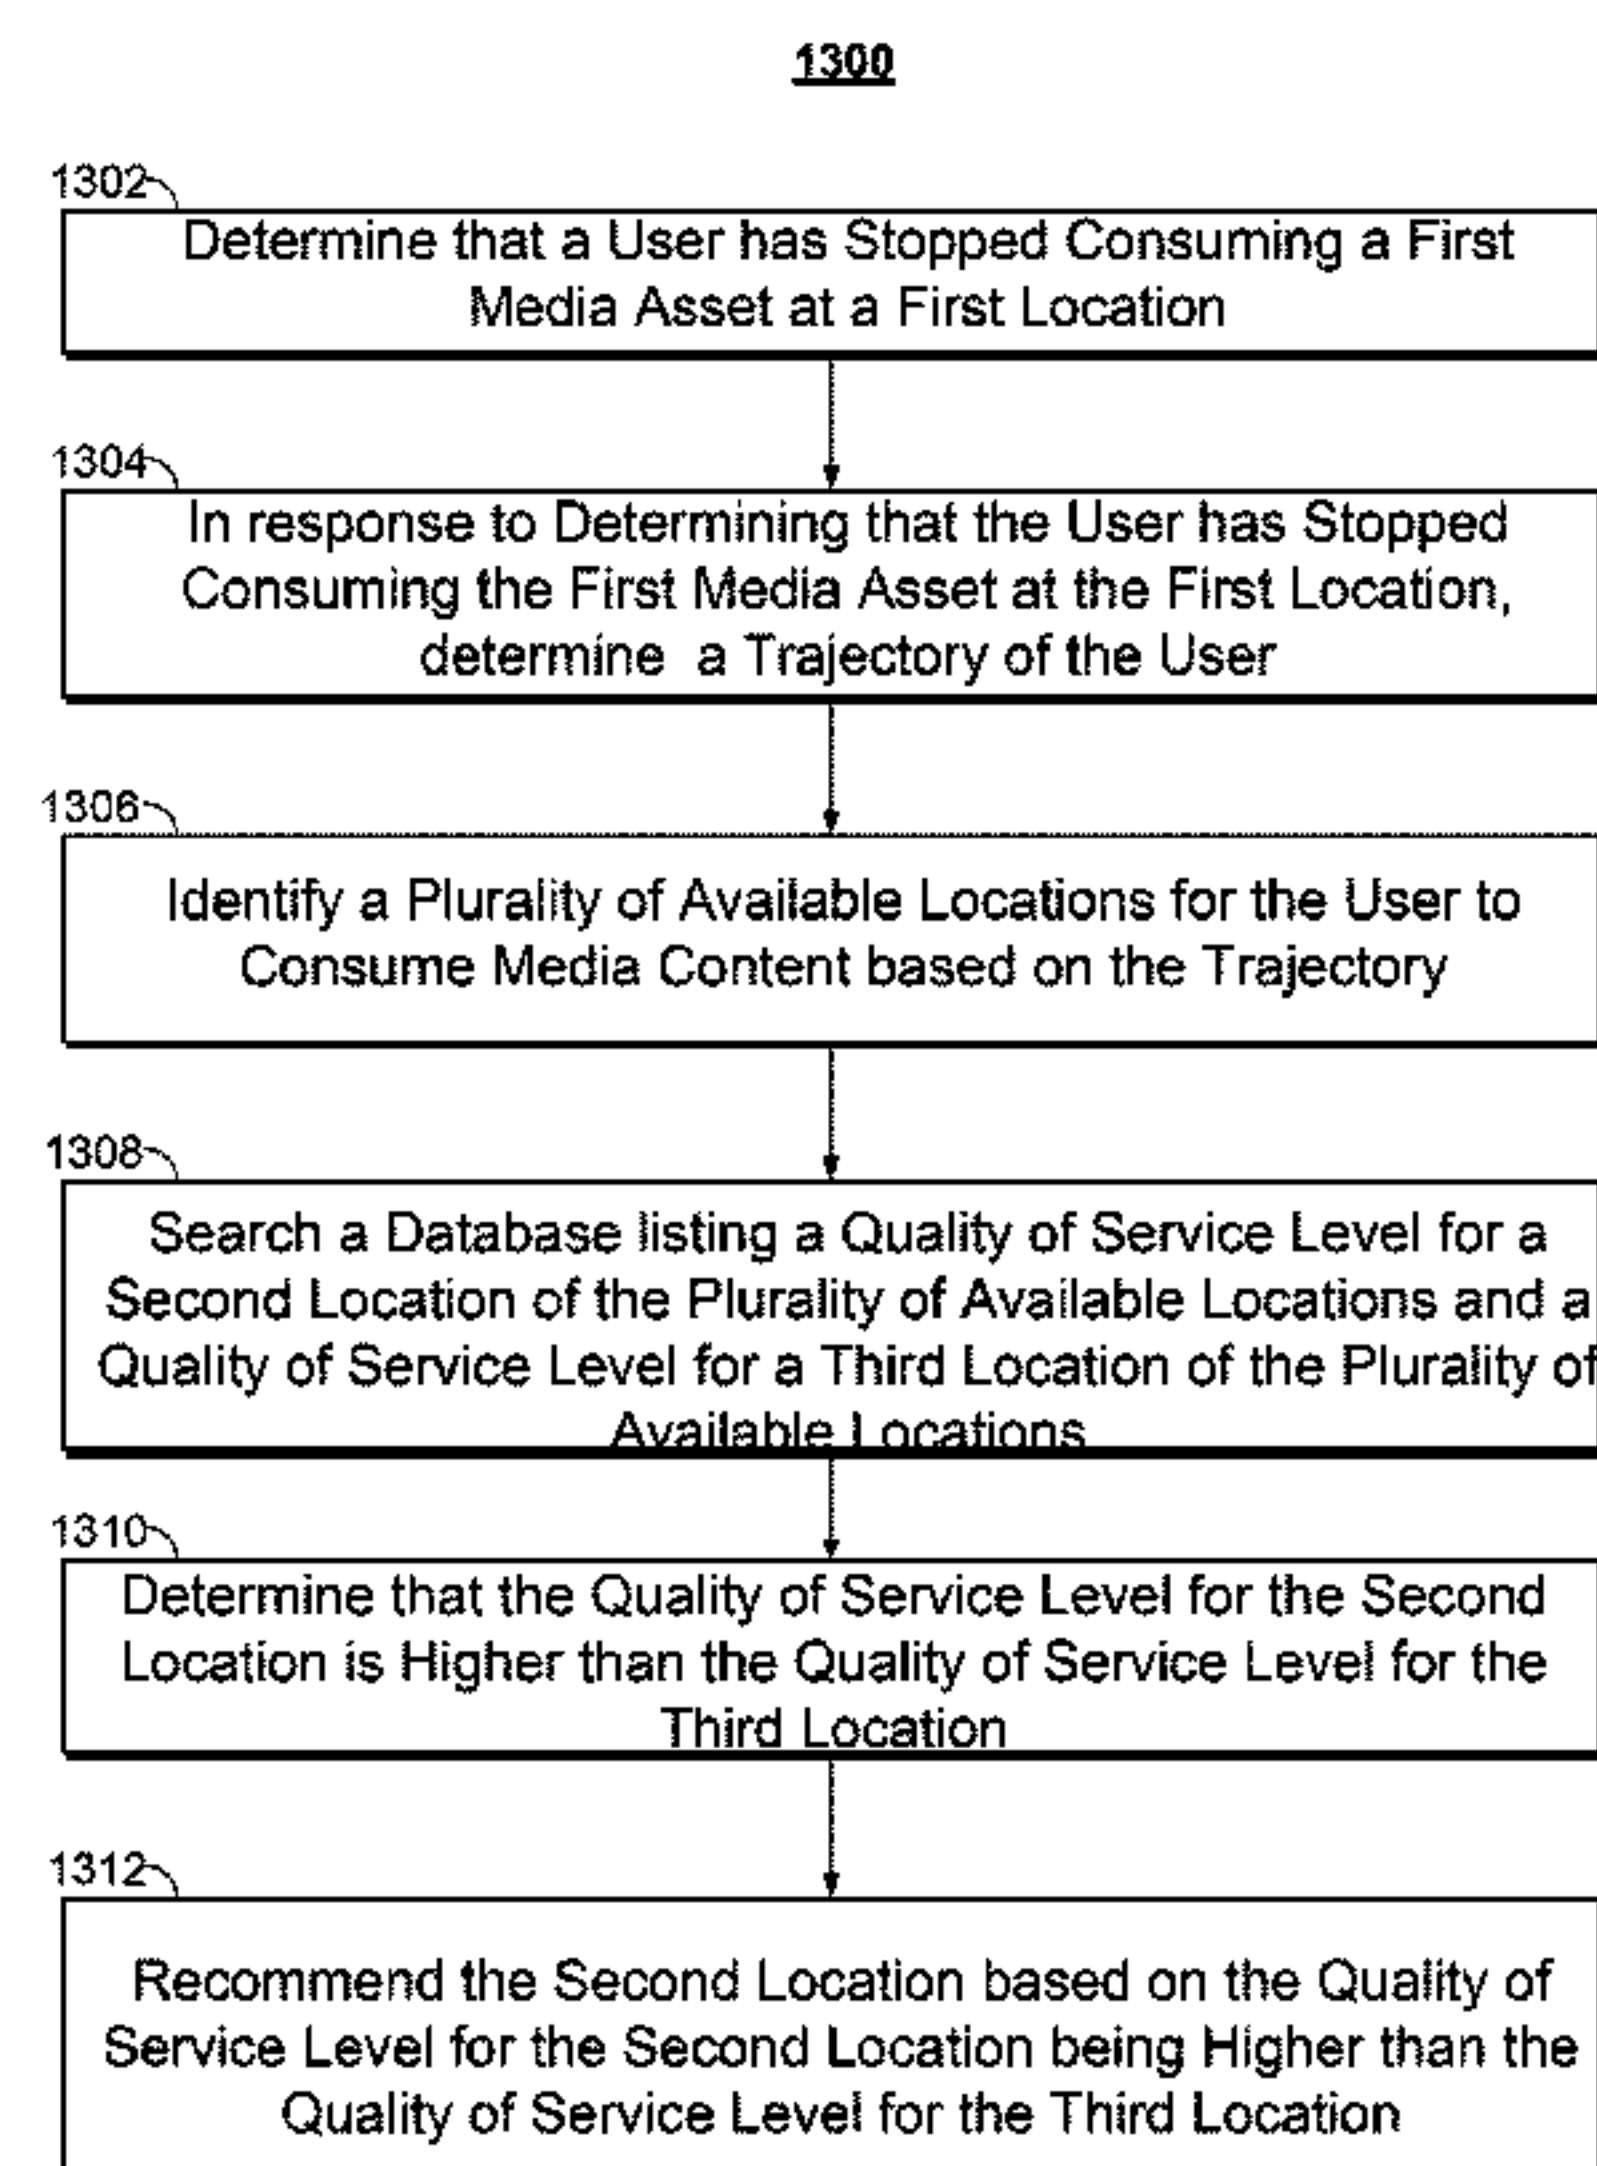 1300
1302
Determine that a User has Stopped Consuming a First
Media Asset at a First Location
1304
In response to Determining that the User has Stopped
Consuming the First Media Asset at the First Location,
determine a Trajectory of the User
1306
Identify a Plurality of Available Locations for the User to
Consume Media Content based on the Trajectory
1308
Search a Database listing a Quality of Service Level for a
Second Location of the Plurality of Available Locations and a
Quality of Service Level for a Third Location of the Plurality of
Available Locations
1310
Determine that the Quality of Service Level for the Second
Location is Higher than the Quality of Service Level for the
Third Location
1312
Recommend the Second Location based on the Quality of
Service Level for the Second Location being Higher than the
Quality of Service Level for the Third Location